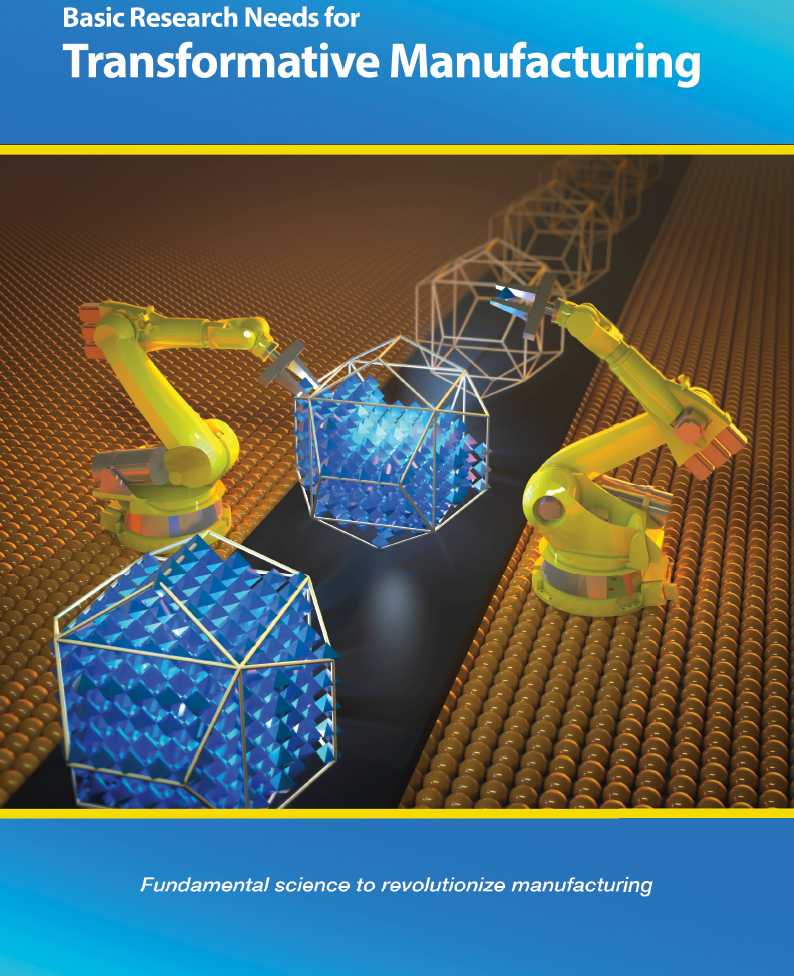 Basic Research Needs for
Transformative Manufacturing
Fundamental science to revolutionize manufacturing